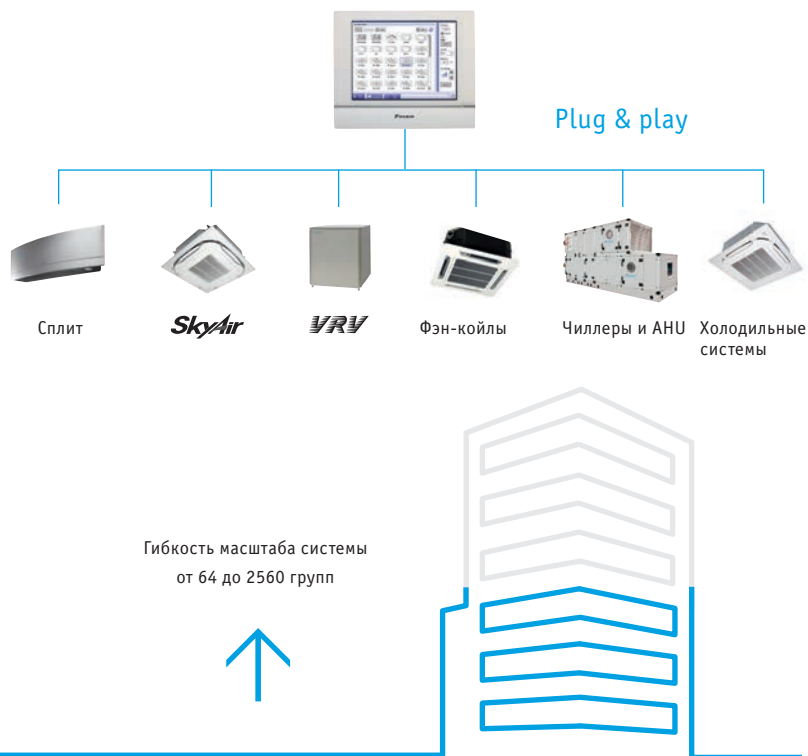 Plug & play
Сплит
SkyAir
VRV
Фэн-койлы
Чиллеры и AHU
Холодильные
системы
Гибкость масштаба системы
от 64 до 2560 групп